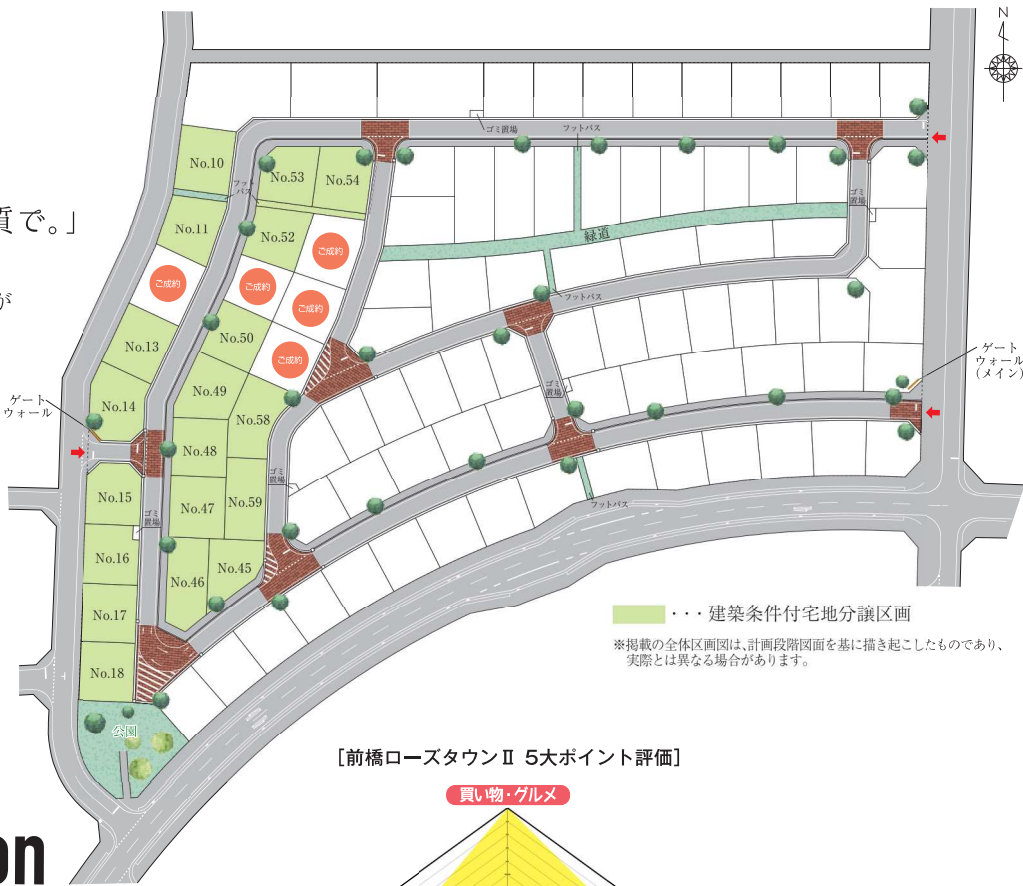 N
ゴミ置場
フットパス
No.10
No.53
No.54
フット
パス
ゴミ
置場
質で。」
No.11
No.52
緑道
ご成約
ご成約
ご成約
ご成約
ご成約
が
フットパス
No.13
No.50
ゲート
ウォール
(メイン)
ゲート
ウォール
No.14
No.49
No.58
ゴミ
置場
No.48
ゴミ
置場
No.15
No.47
No.59
フットパス
ゴミ
置場
No.16
No.46
No.45
No.17
・・・建築条件付宅地分譲区画
※掲載の全体区画図は、計画段階図面を基に描き起こしたものであり、
実際とは異なる場合があります。
No.18
公園
[前橋ローズタウンⅡ 5大ポイント評価]
買い物・グルメ
on